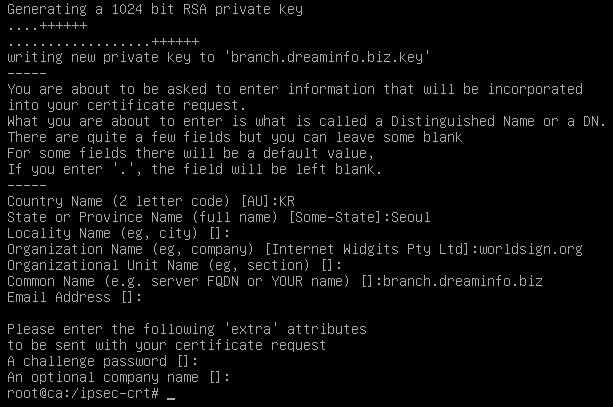 Generating a 1024 bit RSA private key
....++++++
.................++++++
writing new private key to 'branch.dreaminfo.biz.key'
-----
You are about to be asked to enter information that will be incorporated
into your certificate request.
What you are about to enter is what is called a Distinguished Name or a DN.
There are quite a few fields but you can leave some blank
For some fields there will be a default value,
If you enter '.', the field will be left blank.
-----
Country Name (2 letter code) [AU]:KR
State or Province Name (full name) [Some-State]:Seoul
Locality Name (eg, city) []:
Organization Name (eg, company) [Internet Widgits Pty Ltd]:worldsign.org
Organizational Unit Name (eg, section) []:
Common Name (e.g. server FQDN or YOUR name) []:branch.dreaminfo.biz
Email Address []:
Please enter the following 'extra' attributes
to be sent with your certificate request
A challenge password []:
An optional company name []:
root@ca:/ipsec-crt# _